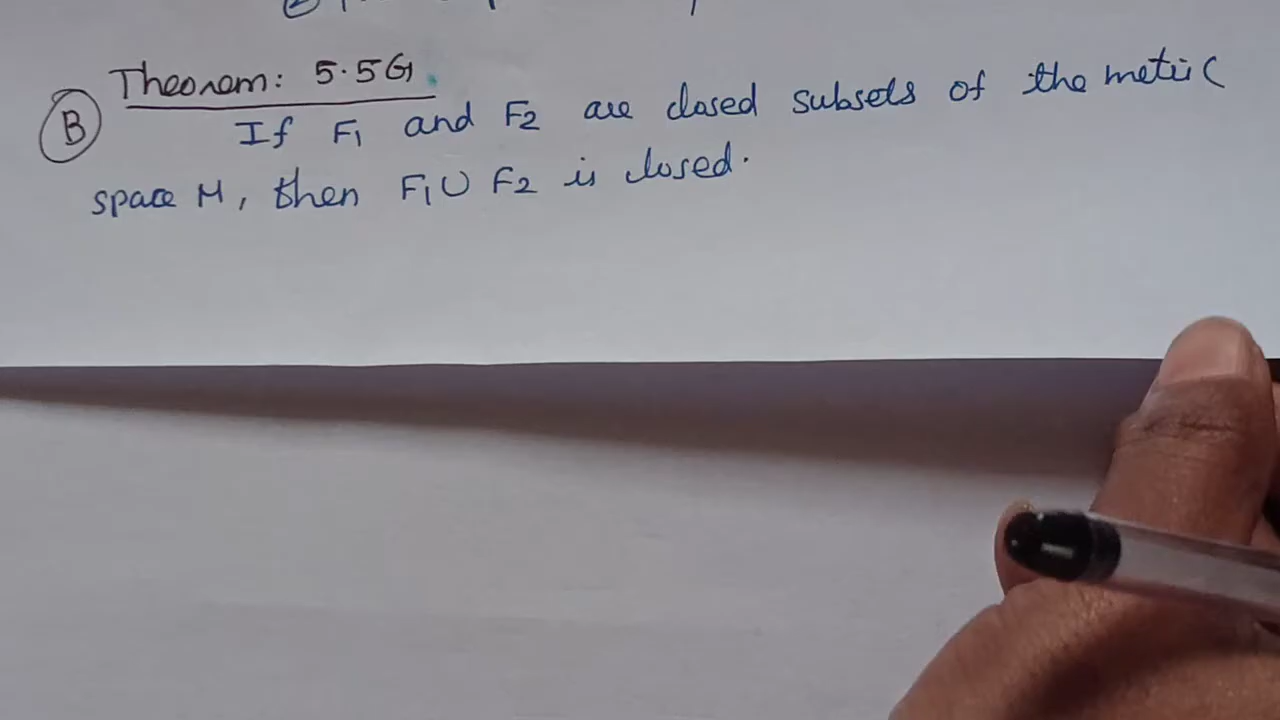 Theorem: 5.5G.
B If F1 and F2 are closed subsets of the metric
space M, then F1 ∪ F2 is closed.